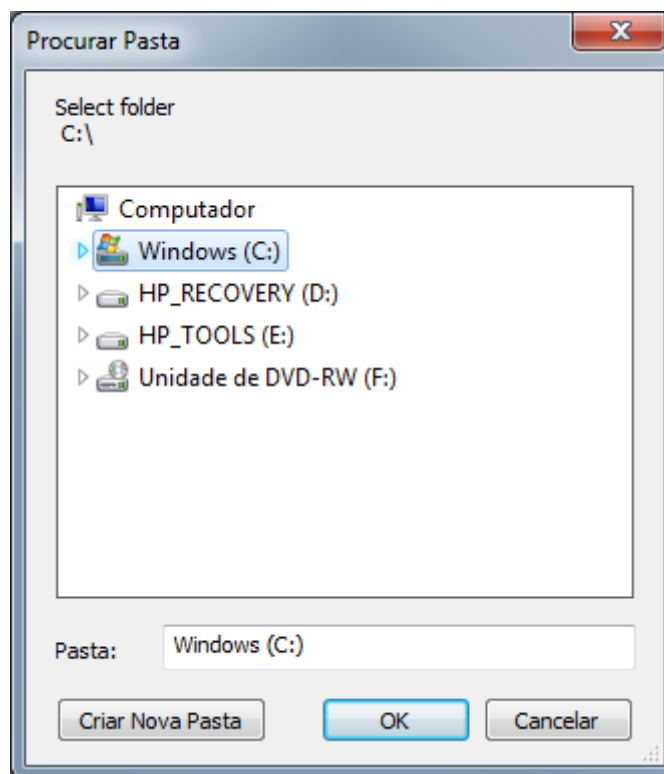 Procurar Pasta
Select folder
C:\
Computador
Windows (C:)
HP_RECOVERY (D:)
HP_TOOLS (E:)
Unidade de DVD-RW (F:)
Pasta: Windows (C:)
Criar Nova Pasta OK Cancelar